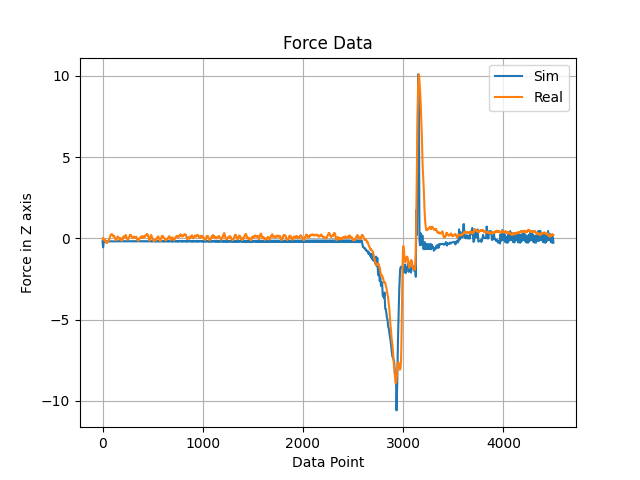 Force Data
10
5
0
−5
−10
Force in Z axis
Sim
Real
0
1000
2000
3000
4000
Data Point